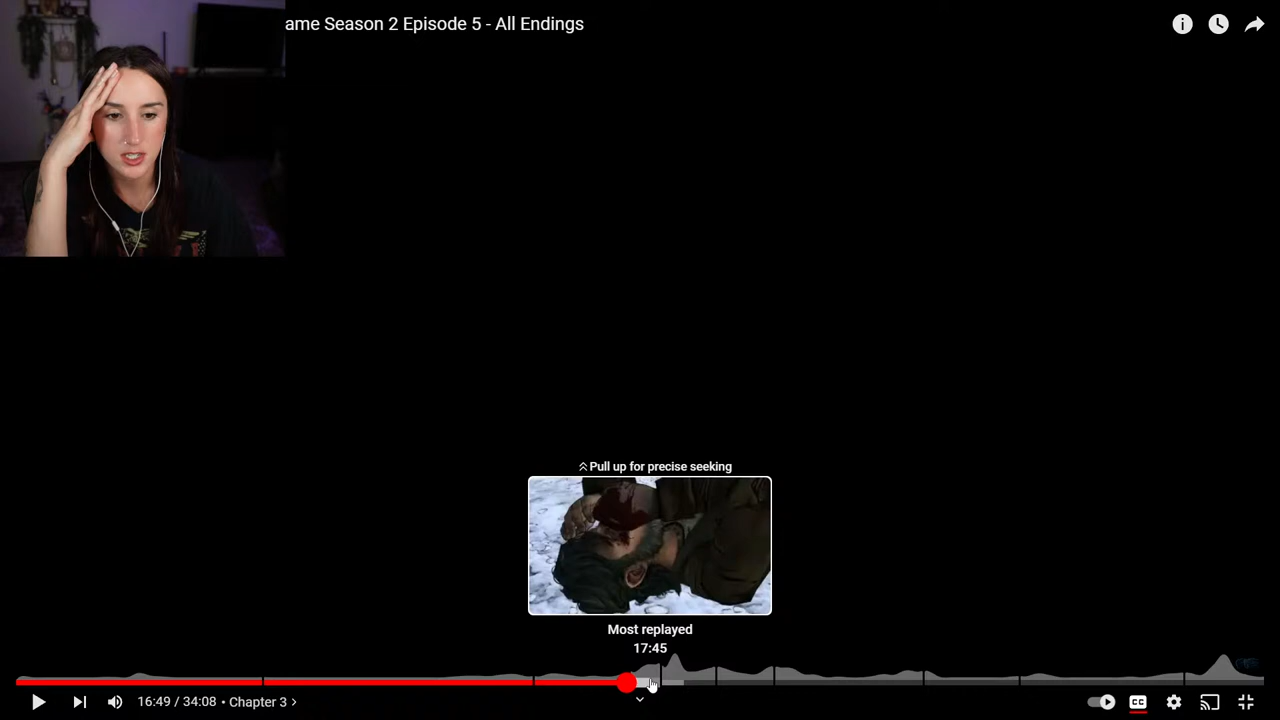 ame Season 2 Episode 5 - All Endings
Pull up for precise seeking
Most replayed
17:45
16:49 / 34:08 • Chapter 3 ›
CC